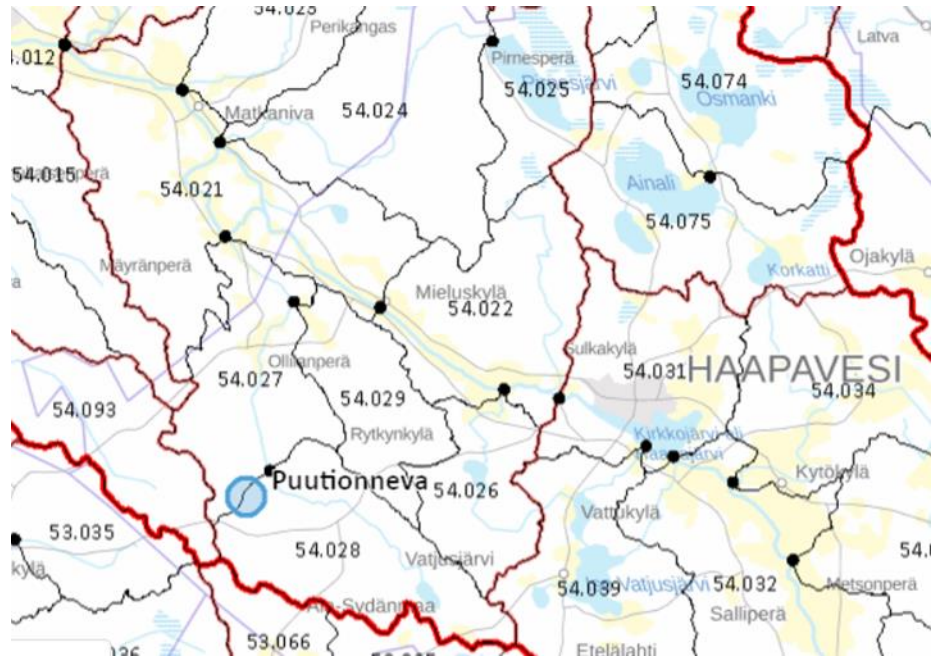 54.023
Perikangas
Latva
Pirnesperä
54.074
54.025
Osmanki
54.024
Matkaniva
54.015
54.021
Ainali
54.075
Ojakylä
Mäyränperä
Korkatti
Mieluskylä
54.022
Sulkakylä
HAAPAVESI
54.031
Ollilanperä
54.027
54.034
54.029
54.093
Rytkynkylä
Kirkkojärvi
Puutionneva
Kytökylä
54.026
Vattukylä
53.035
54.028
Vatjusjärvi
54.039
Vatjusjärvi
54.032
Metsonperä
Salliperä
53.066
Etelälahti